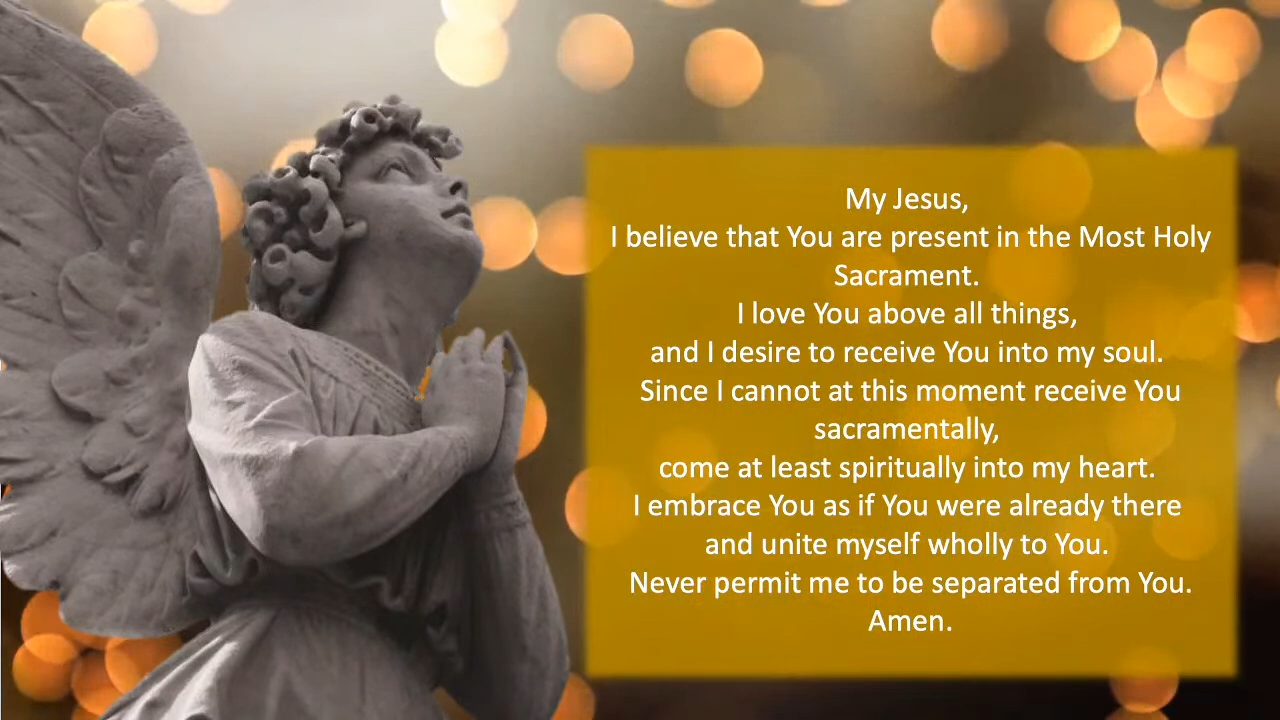 My Jesus,
I believe that You are present in the Most Holy
Sacrament.
I love You above all things,
and I desire to receive You into my soul.
Since I cannot at this moment receive You
sacramentally,
come at least spiritually into my heart.
I embrace You as if You were already there
and unite myself wholly to You.
Never permit me to be separated from You.
Amen.